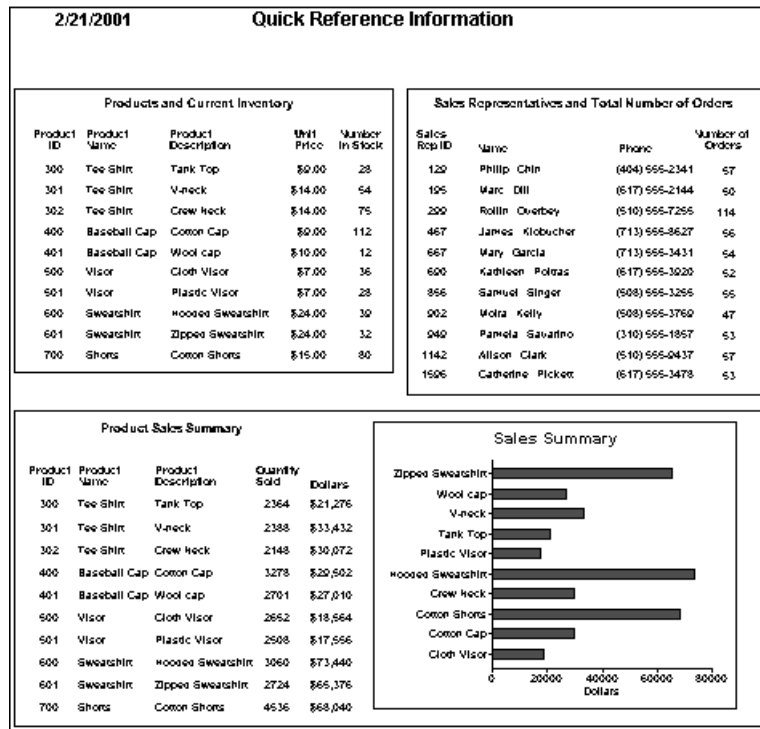 2/21/2001 Quick Reference Information
Products and Current Inventory
Product ID Product Name Product Description Unit Price Number In Stock
300 Tee Shirt Tank Top $9.00 28
301 Tee Shirt V-neck $14.00 54
302 Tee Shirt Crew Neck $14.00 75
400 Baseball Cap Cotton Cap $9.00 112
401 Baseball Cap Wool cap $10.00 12
500 Visor Cloth Visor $7.00 36
501 Visor Plastic Visor $7.00 28
600 Sweatshirt Hooded Sweatshirt $24.00 39
601 Sweatshirt Zipped Sweatshirt $24.00 32
700 Shorts Cotton Shorts $15.00 80
Sales Representatives and Total Number of Orders
Sales Rep ID Name Phone Number of Orders
129 Philip Chin (404) 555-2341 57
195 Marc Dill (617) 555-2144 50
299 Rollin Overbey (510) 555-7255 114
467 James Klobucher (713) 555-8627 56
667 Mary Garcia (713) 555-3431 54
690 Kathleen Poitras (617) 555-3920 52
856 Samuel Singer (508) 555-3255 55
902 Moira Kelly (508) 555-3769 47
949 Pamela Savarino (310) 555-1857 53
1142 Alison Clark (510) 555-9437 57
1596 Catherine Pickett (617) 555-3478 53
Product Sales Summary
Product ID Product Name Product Description Quantity Sold Dollars
300 Tee Shirt Tank Top 2364 $21,276
301 Tee Shirt V-neck 2388 $33,432
302 Tee Shirt Crew Neck 2148 $30,072
400 Baseball Cap Cotton Cap 3278 $29,502
401 Baseball Cap Wool cap 2701 $27,010
500 Visor Cloth Visor 2652 $18,564
501 Visor Plastic Visor 2508 $17,556
600 Sweatshirt Hooded Sweatshirt 3060 $73,440
601 Sweatshirt Zipped Sweatshirt 2724 $65,376
700 Shorts Cotton Shorts 4536 $68,040
Sales Summary
Zipped Sweatshirt
Wool cap
V-neck
Tank Top
Plastic Visor
Hooded Sweatshirt
Crew Neck
Cotton Shorts
Cotton Cap
Cloth Visor
0 20000 40000 60000 80000
Dollars